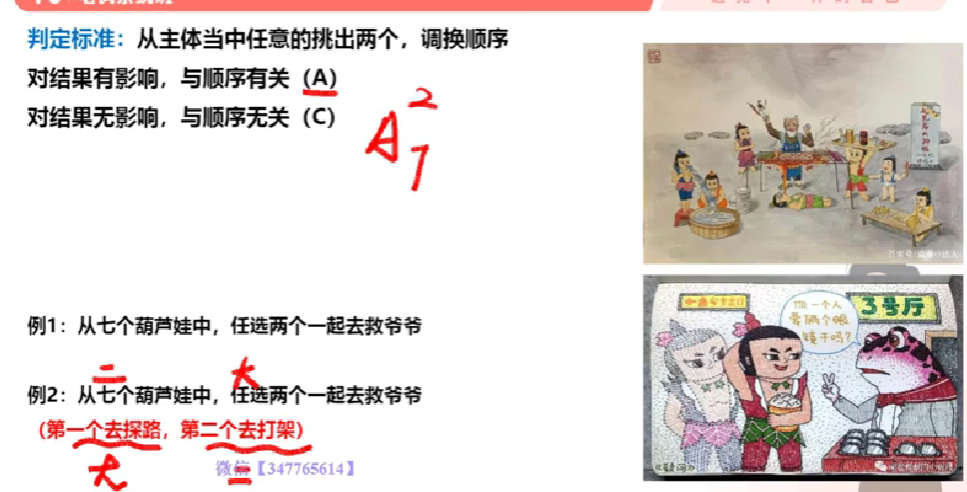 判定标准：从主体当中任意的挑出两个，调换顺序
对结果有影响，与顺序有关（A）
对结果无影响，与顺序无关（C）
A
2
7
例1：从七个葫芦娃中，任选两个一起去救爷爷
二
大
例2：从七个葫芦娃中，任选两个一起去救爷爷
（第一个去探路，第二个去打架）
大
二
微信【347765614】
你一个人
要俩个眼
镜干吗？
3号厅